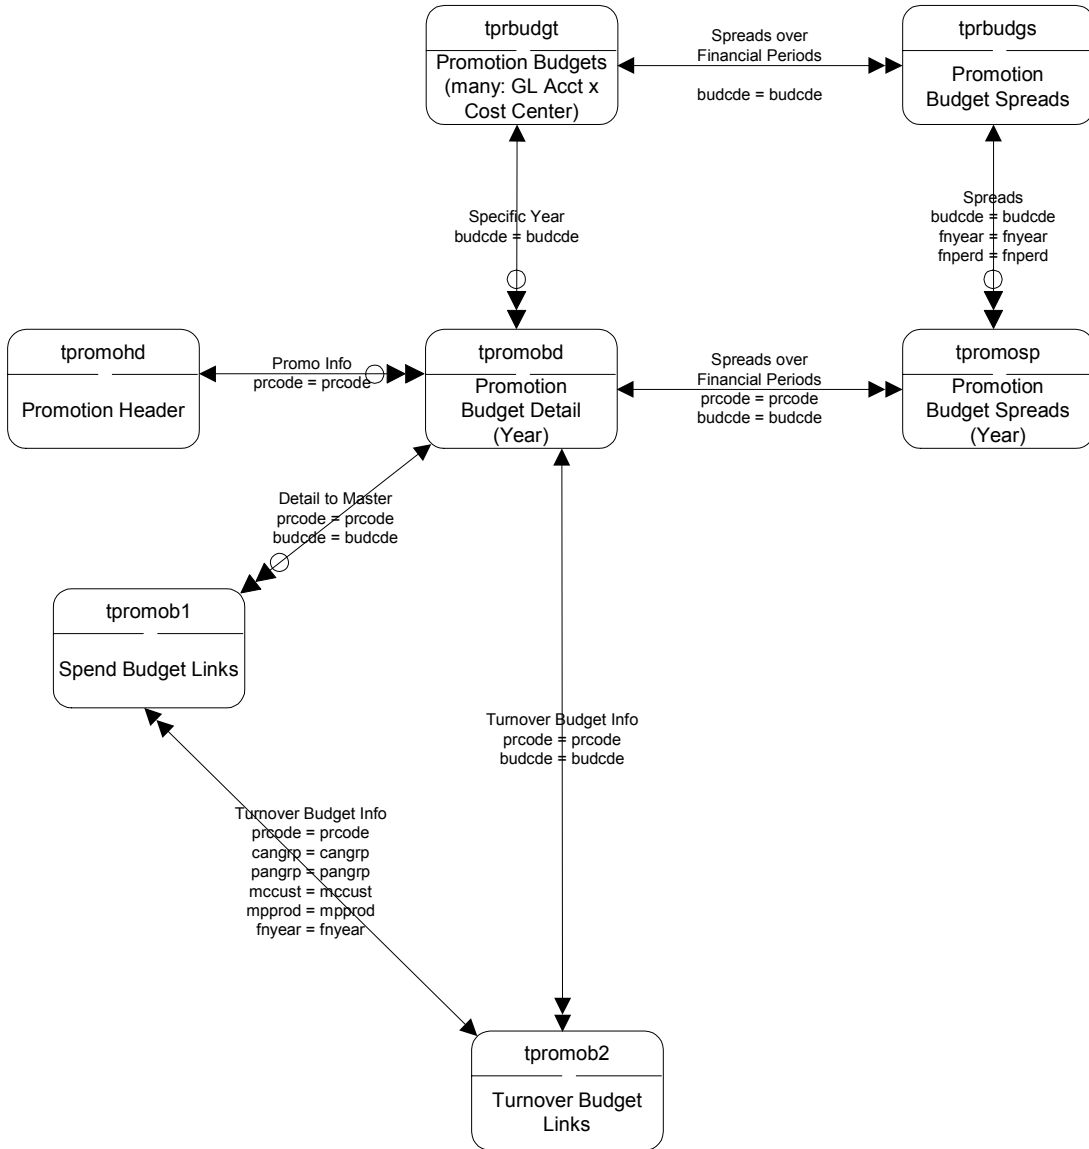 tprbudgt
Promotion Budgets
(many: GL Acct x
Cost Center)
Spreads over
Financial Periods
budcde = budcde
tprbudgs
Promotion
Budget Spreads
Specific Year
budcde = budcde
Spreads
budcde = budcde
fnyear = fnyear
fnperd = fnperd
tpromohd
Promotion Header
Promo Info
prcode = prcode
tpromobd
Promotion
Budget Detail
(Year)
Spreads over
Financial Periods
prcode = prcode
budcde = budcde
tpromosp
Promotion
Budget Spreads
(Year)
Detail to Master
prcode = prcode
budcde = budcde
tpromob1
Spend Budget Links
Turnover Budget Info
prcode = prcode
budcde = budcde
Turnover Budget Info
prcode = prcode
cangrp = cangrp
pangrp = pangrp
mccust = mccust
mpprod = mpprod
fnyear = fnyear
tpromob2
Turnover Budget
Links